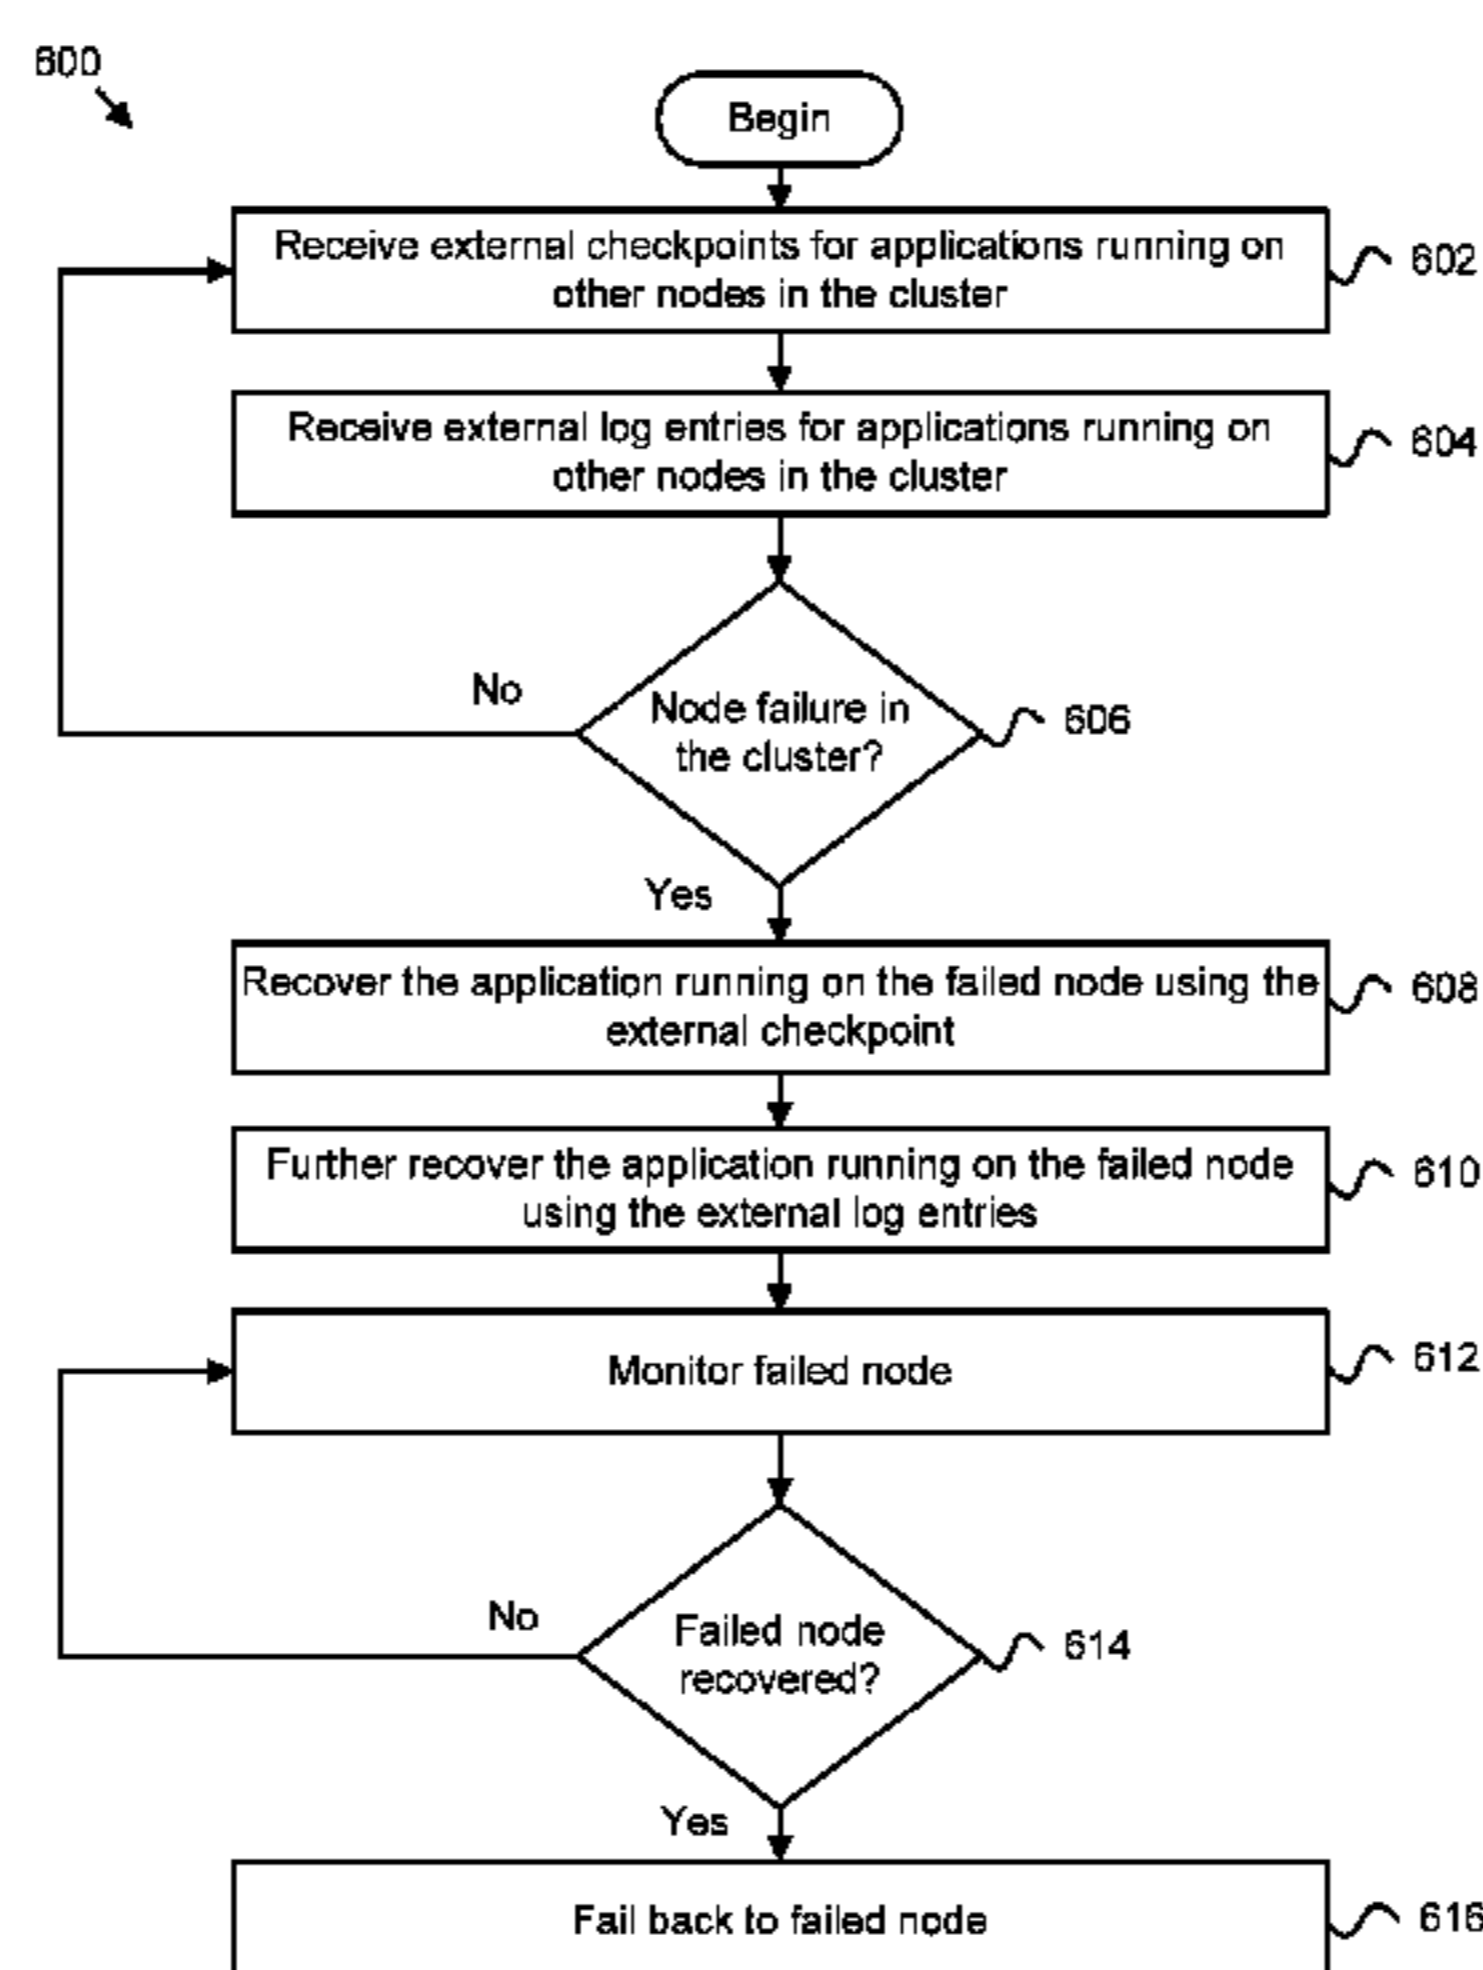 600
Begin
Receive external checkpoints for applications running on
other nodes in the cluster
602
Receive external log entries for applications running on
other nodes in the cluster
604
No
Node failure in
the cluster?
606
Yes
Recover the application running on the failed node using the
external checkpoint
608
Further recover the application running on the failed node
using the external log entries
610
Monitor failed node
612
No
Failed node
recovered?
614
Yes
Fail back to failed node
616